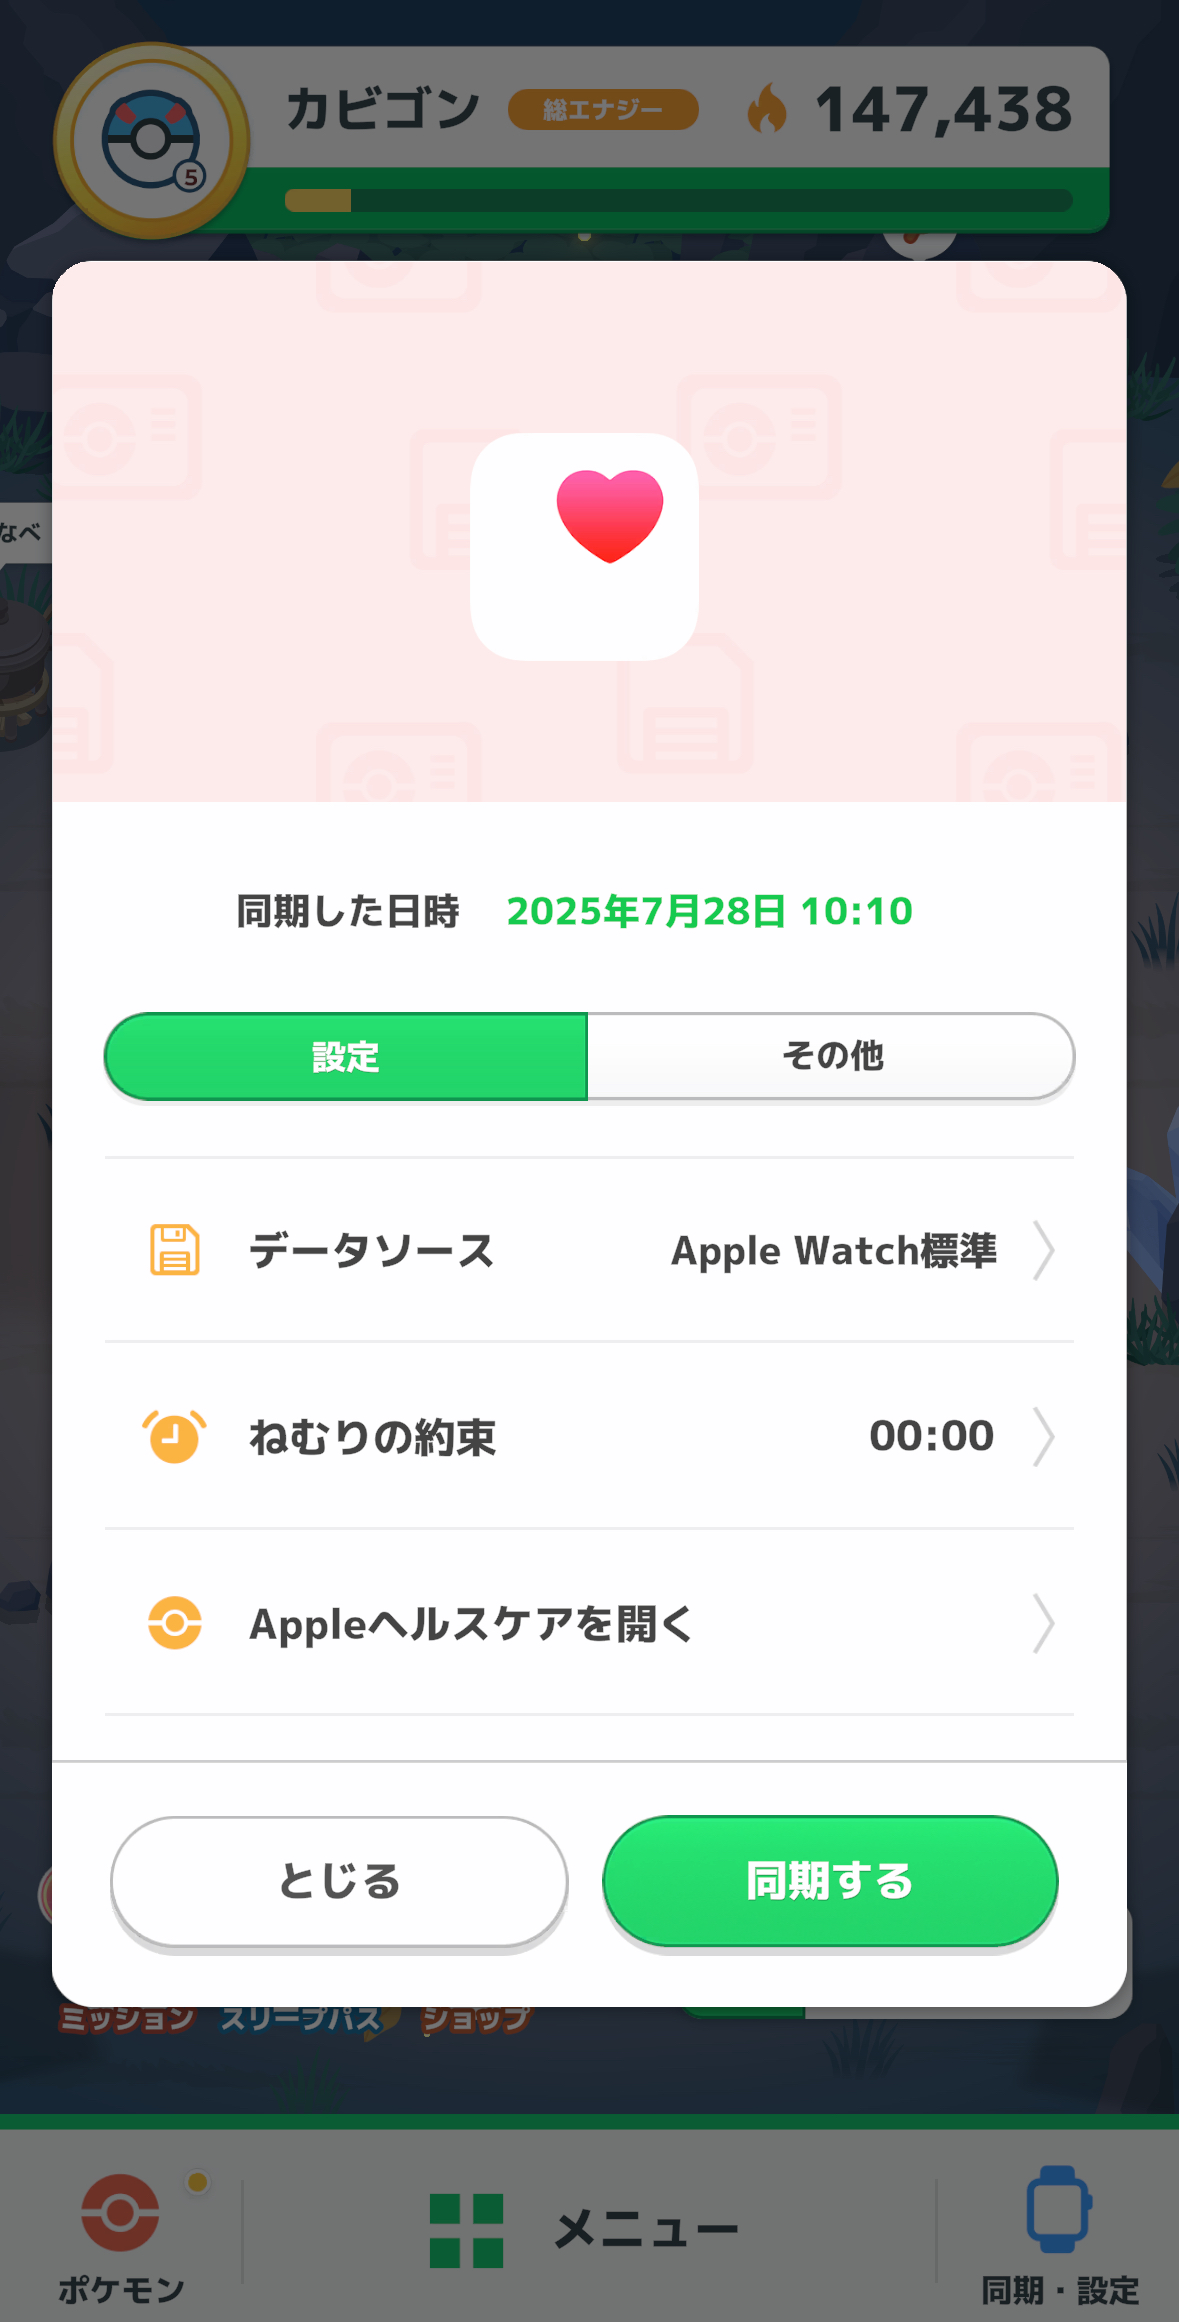 カビゴン 総エナジー 147,438
5
なべ
同期した日時 2025年7月28日 10:10
設定 その他
データソース Apple Watch標準
ねむりの約束 00:00
Appleヘルスケアを開く
とじる 同期する
ミッション スリープパス ショップ
ポケモン メニュー 同期・設定